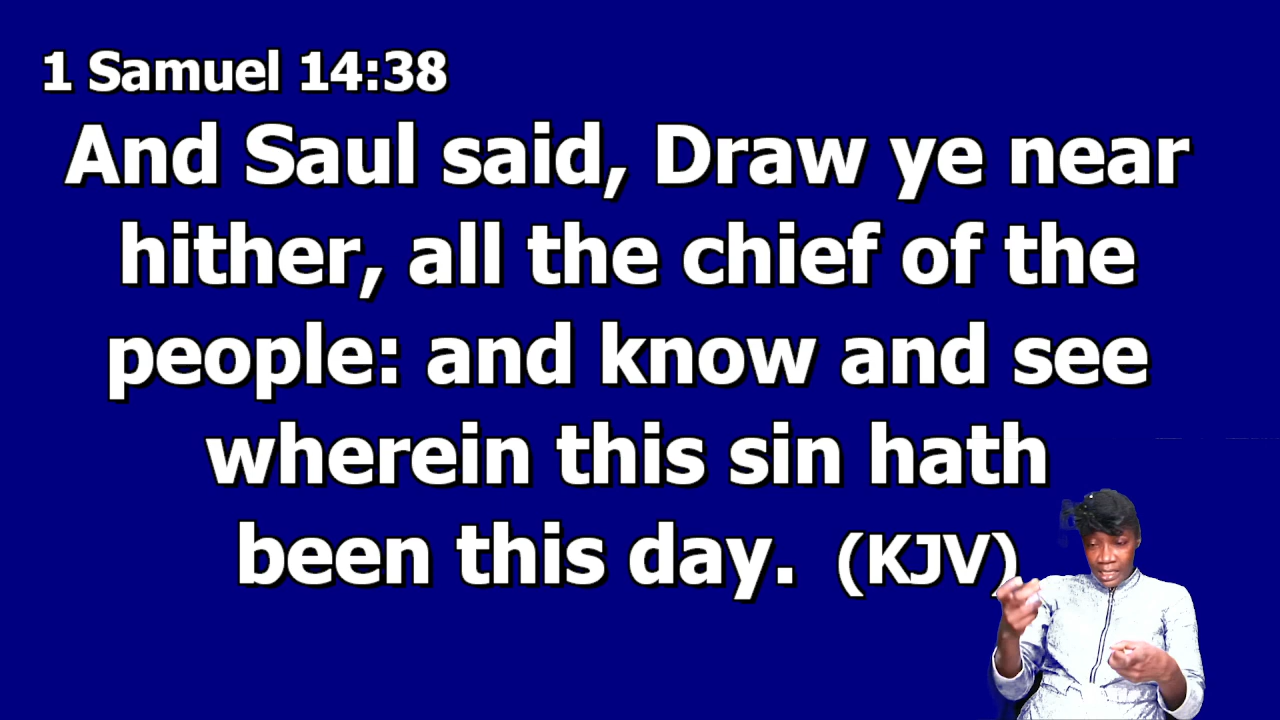 1 Samuel 14:38
And Saul said, Draw ye near
hither, all the chief of the
people: and know and see
wherein this sin hath
been this day. (KJV)